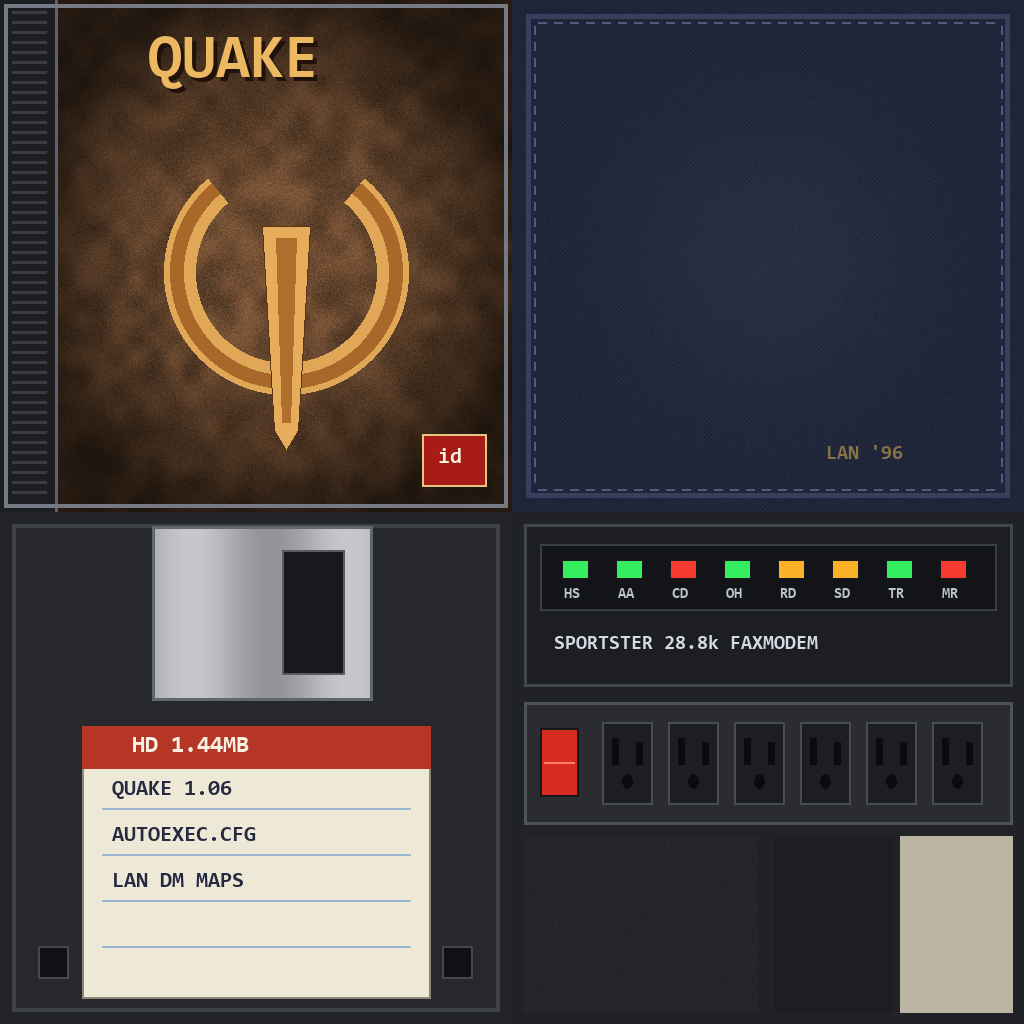 QUAKE
id
LAN '96
HD 1.44MB
QUAKE 1.06
AUTOEXEC.CFG
LAN DM MAPS
HS AA CD OH RD SD TR MR
SPORTSTER 28.8k FAXMODEM